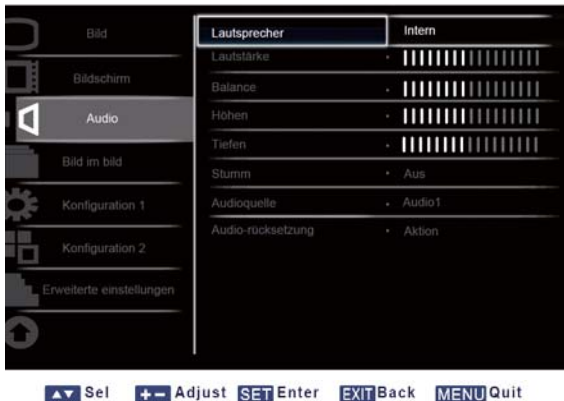 Bild
Bildschirm
Audio
Bild im bild
Konfiguration 1
Konfiguration 2
Erweiterte einstellungen
Lautsprecher Intern
Lautstärke
Balance
Höhen
Tiefen
Stumm Aus
Audioquelle Audio1
Audio-rücksetzung Aktion
Sel + - Adjust SET Enter EXIT Back MENU Quit